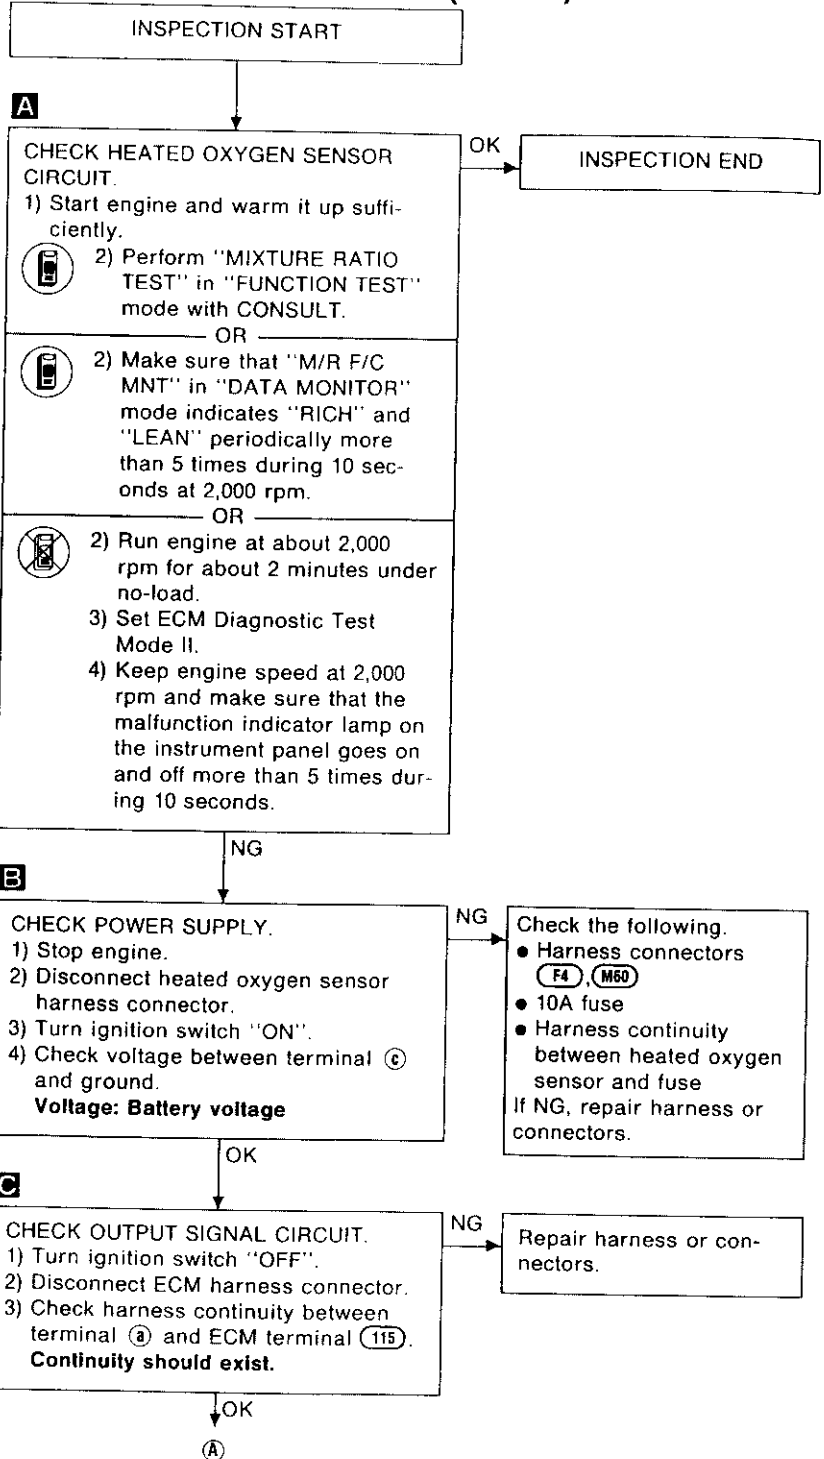 INSPECTION START
A
CHECK HEATED OXYGEN SENSOR
CIRCUIT.
1) Start engine and warm it up suffi-
ciently.
2) Perform "MIXTURE RATIO
TEST" in "FUNCTION TEST"
mode with CONSULT.
OR
2) Make sure that "M/R F/C
MNT" in "DATA MONITOR"
mode indicates "RICH" and
"LEAN" periodically more
than 5 times during 10 sec-
onds at 2,000 rpm.
OR
2) Run engine at about 2,000
rpm for about 2 minutes under
no-load.
3) Set ECM Diagnostic Test
Mode II.
4) Keep engine speed at 2,000
rpm and make sure that the
malfunction indicator lamp on
the instrument panel goes on
and off more than 5 times dur-
ing 10 seconds.
OK
INSPECTION END
NG
B
CHECK POWER SUPPLY.
1) Stop engine.
2) Disconnect heated oxygen sensor
harness connector.
3) Turn ignition switch "ON".
4) Check voltage between terminal ⓒ
and ground.
Voltage: Battery voltage
NG
Check the following.
● Harness connectors
F4, M60
● 10A fuse
● Harness continuity
between heated oxygen
sensor and fuse
If NG, repair harness or
connectors.
OK
C
CHECK OUTPUT SIGNAL CIRCUIT.
1) Turn ignition switch "OFF".
2) Disconnect ECM harness connector.
3) Check harness continuity between
terminal ⓐ and ECM terminal 115.
Continuity should exist.
NG
Repair harness or con-
nectors.
OK
Ⓐ